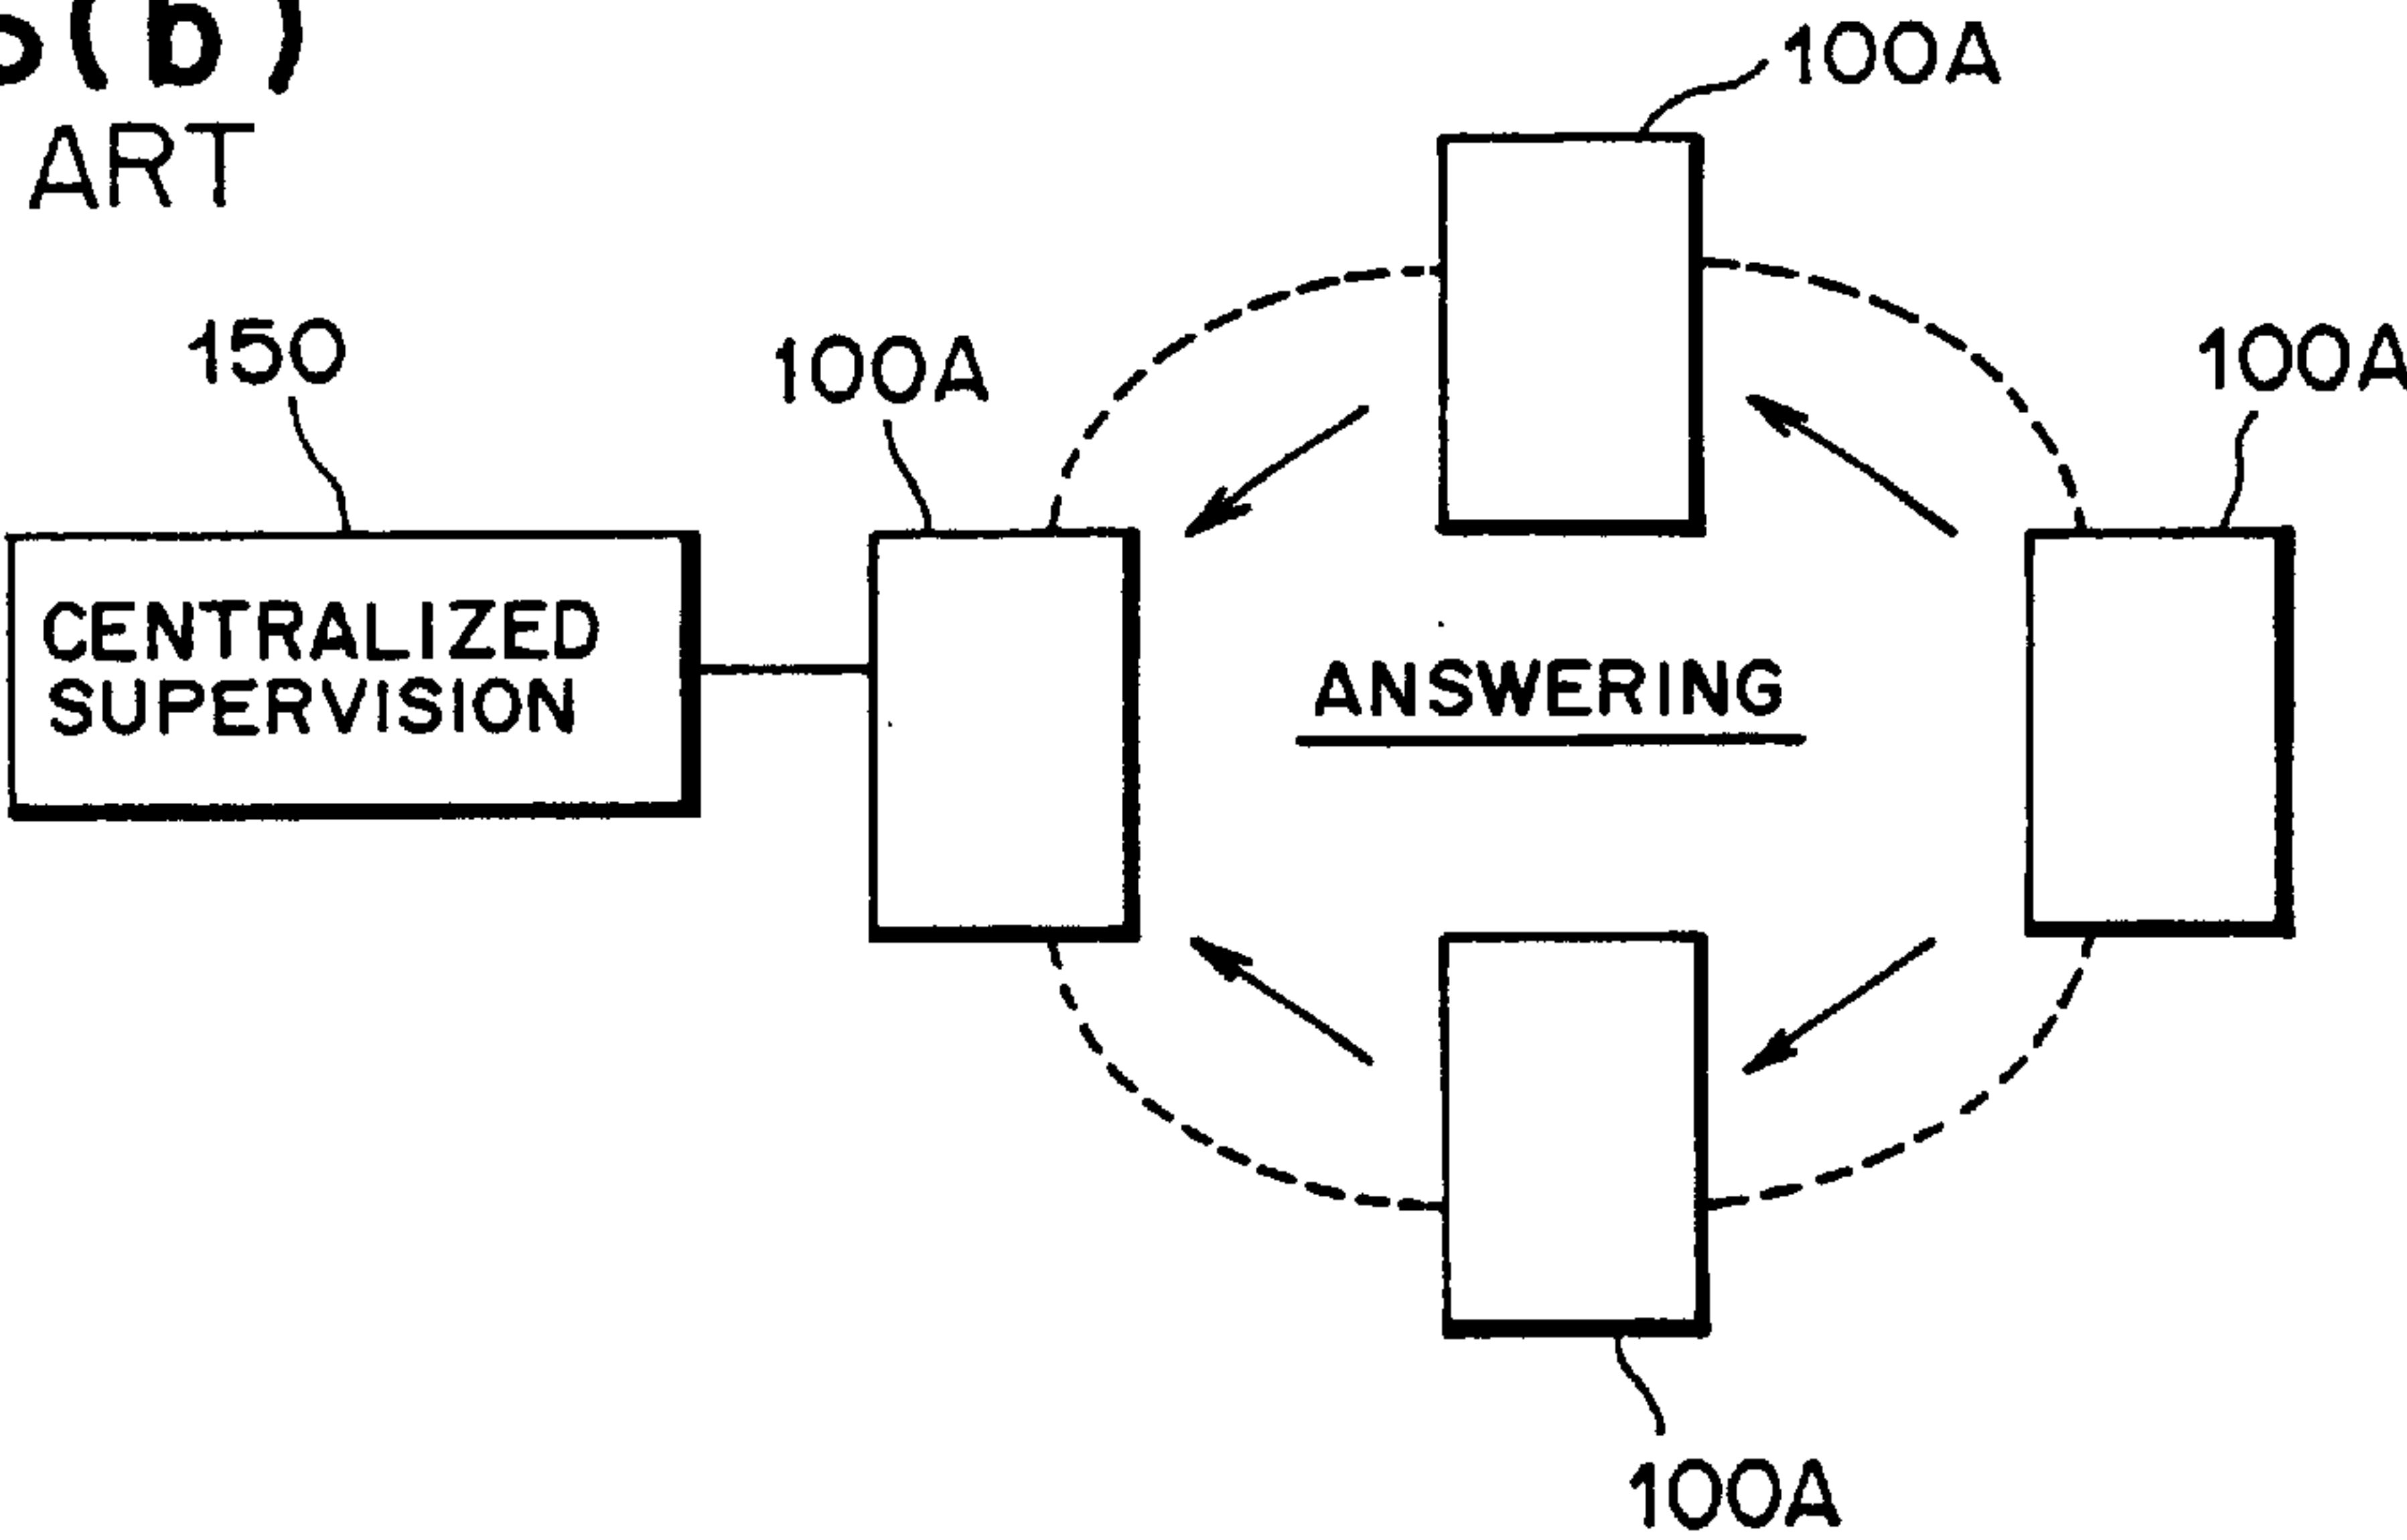 (b)
ART
100A
150
100A
100A
CENTRALIZED
SUPERVISION
ANSWERING
100A